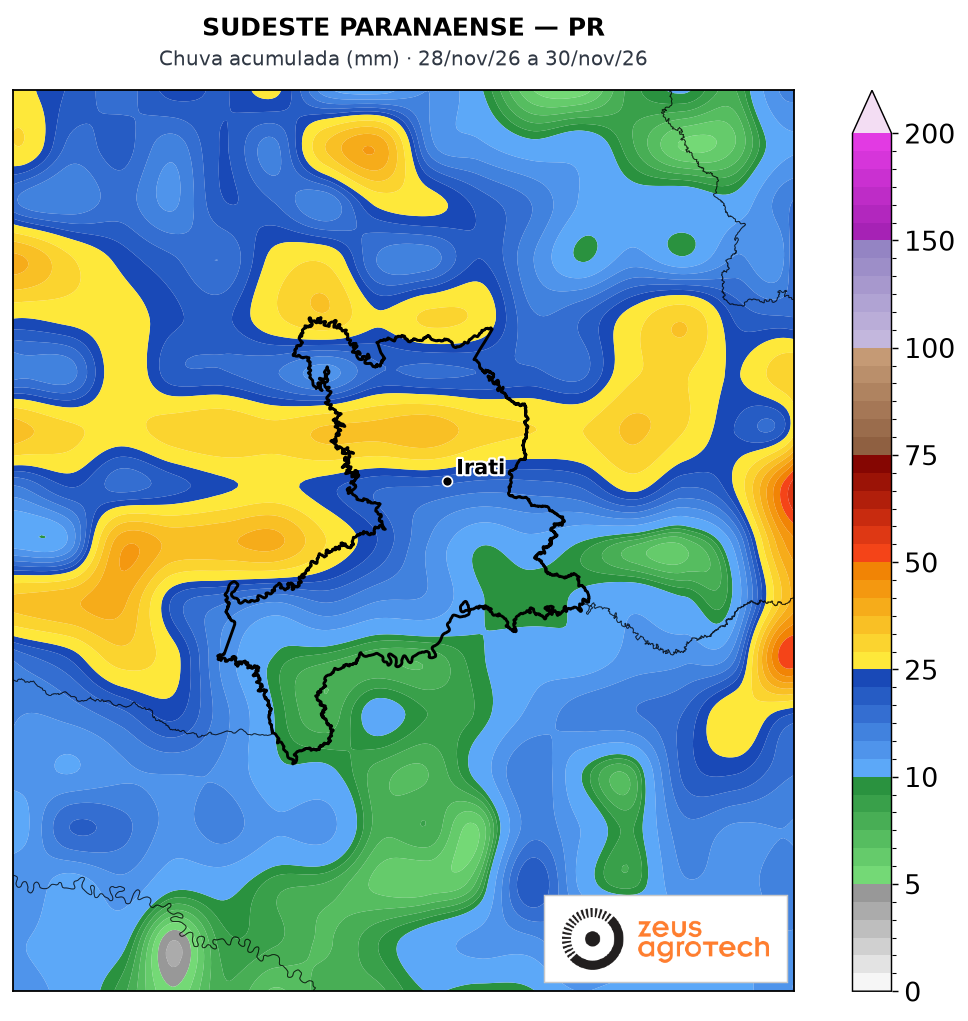 SUDESTE PARANAENSE — PR
Chuva acumulada (mm) · 28/nov/26 a 30/nov/26
Irati
200
150
100
75
50
25
10
5
0
zeus
agrotech